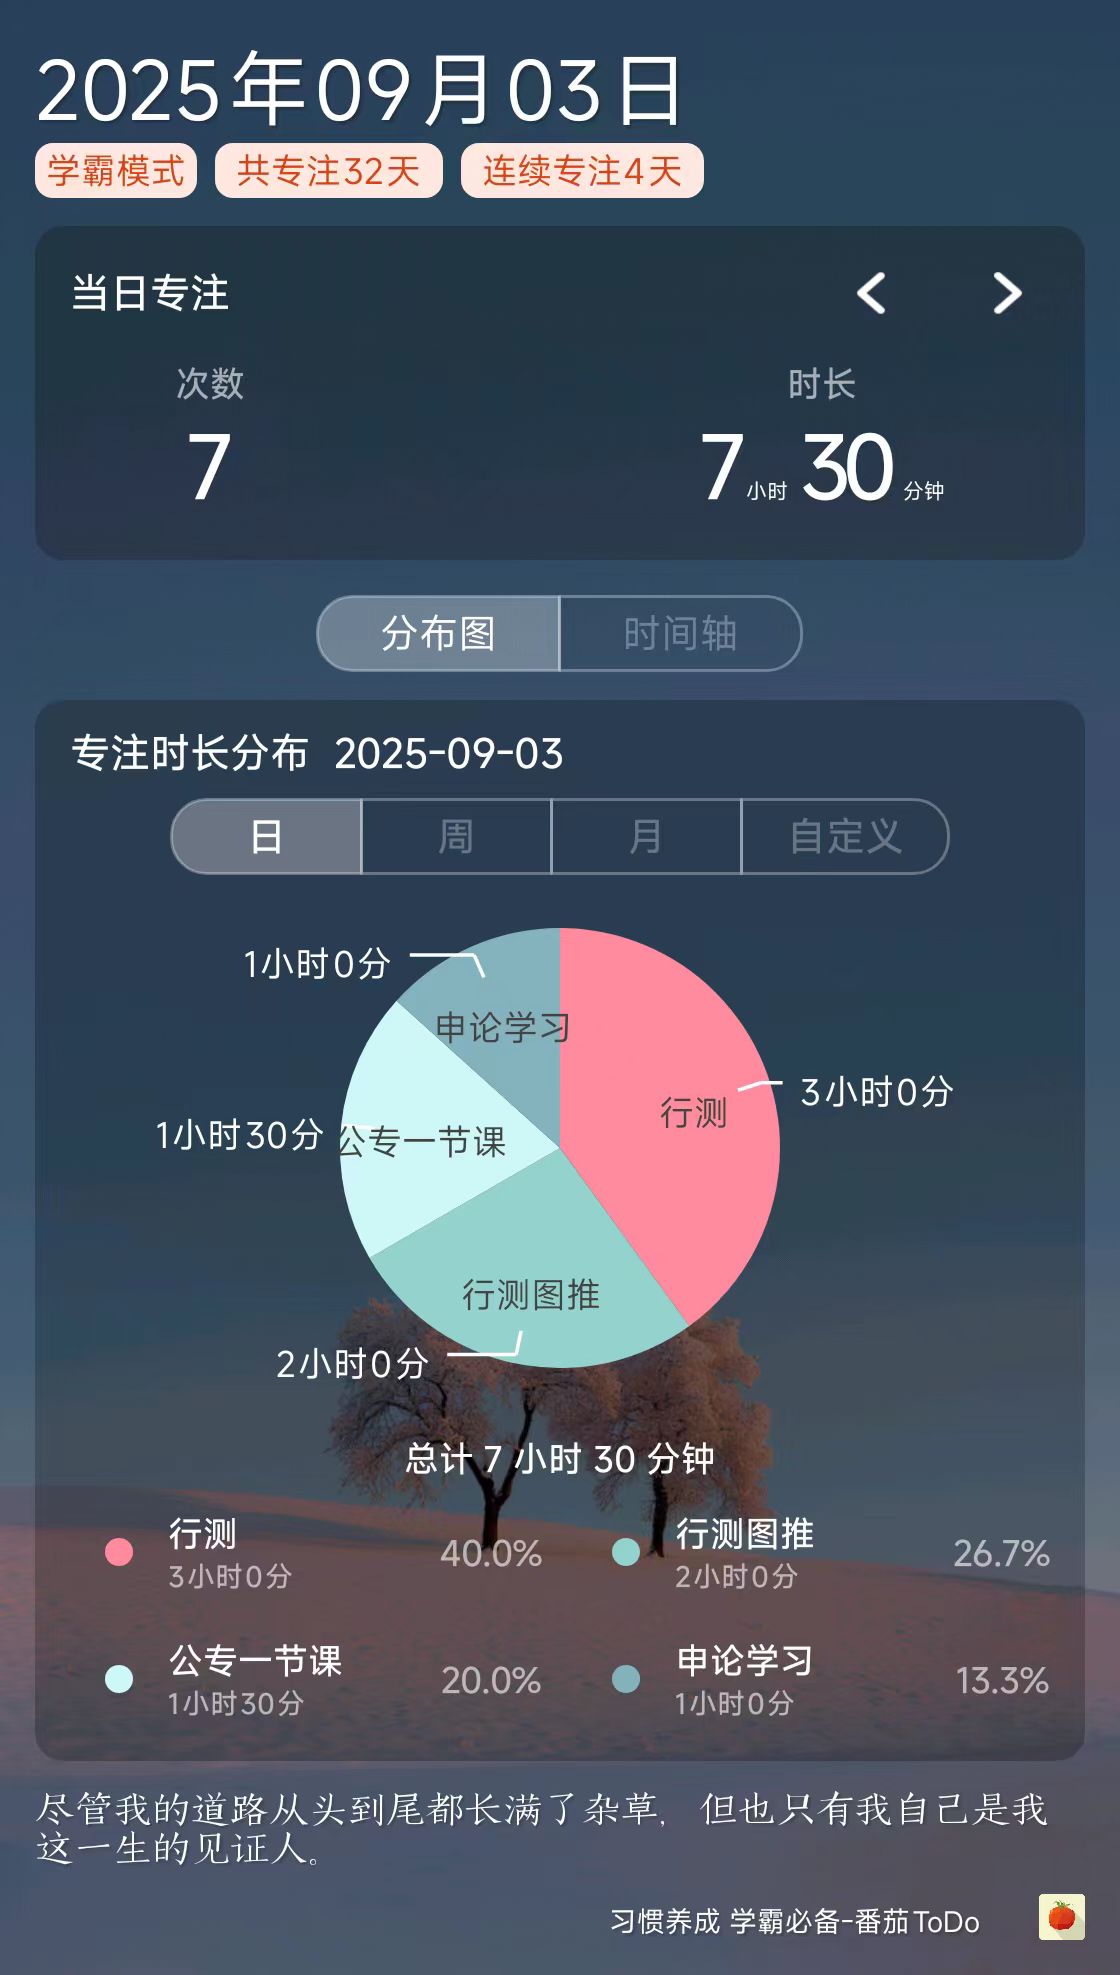 2025年09月03日
学霸模式 共专注32天 连续专注4天
当日专注
次数 时长
7 7小时30分钟
分布图 时间轴
专注时长分布 2025-09-03
日 周 月 自定义
1小时0分
申论学习
行测
3小时0分
1小时30分
公专一节课
行测图推
2小时0分
总计 7 小时 30 分钟
行测 40.0% 行测图推 26.7%
3小时0分 2小时0分
公专一节课 20.0% 申论学习 13.3%
1小时30分 1小时0分
尽管我的道路从头到尾都长满了杂草，但也只有我自己是我
这一生的见证人。
习惯养成 学霸必备-番茄ToDo